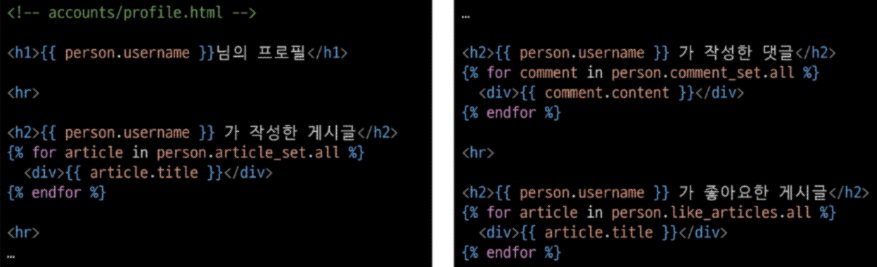 <!-- accounts/profile.html -->
<h1>{{ person.username }}님의 프로필</h1>
<hr>
<h2>{{ person.username }} 가 작성한 게시글</h2>
{% for article in person.article_set.all %}
  <div>{{ article.title }}</div>
{% endfor %}
<hr>
…
…
<h2>{{ person.username }} 가 작성한 댓글</h2>
{% for comment in person.comment_set.all %}
  <div>{{ comment.content }}</div>
{% endfor %}
<hr>
<h2>{{ person.username }} 가 좋아요한 게시글</h2>
{% for article in person.like_articles.all %}
  <div>{{ article.title }}</div>
{% endfor %}